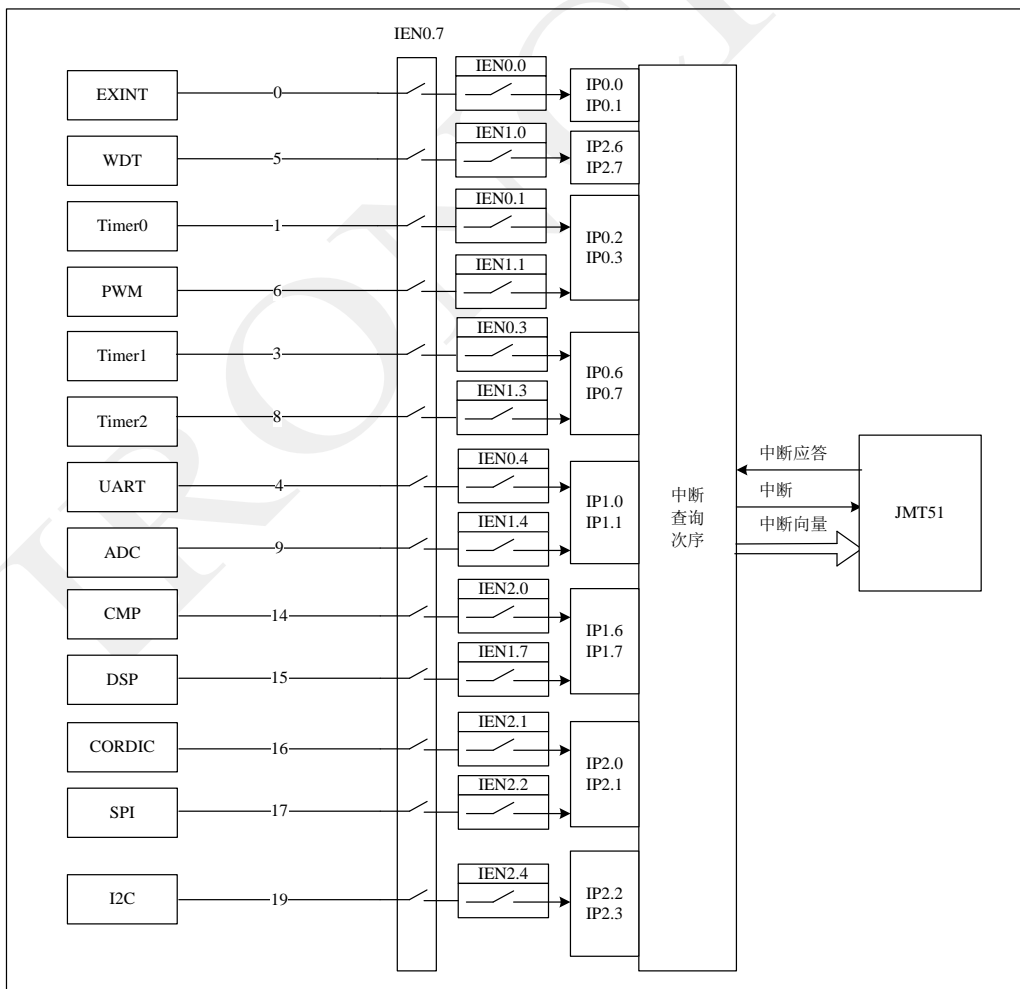 IEN0.7
EXINT
0
IEN0.0
IP0.0
IP0.1
WDT
5
IEN1.0
IP2.6
IP2.7
Timer0
1
IEN0.1
IP0.2
IP0.3
PWM
6
IEN1.1
Timer1
3
IEN0.3
IP0.6
IP0.7
Timer2
8
IEN1.3
UART
4
IEN0.4
IP1.0
IP1.1
ADC
9
IEN1.4
CMP
14
IEN2.0
IP1.6
IP1.7
DSP
15
IEN1.7
CORDIC
16
IEN2.1
IP2.0
IP2.1
SPI
17
IEN2.2
I2C
19
IEN2.4
IP2.2
IP2.3
中断
查询
次序
中断应答
中断
中断向量
JMT51